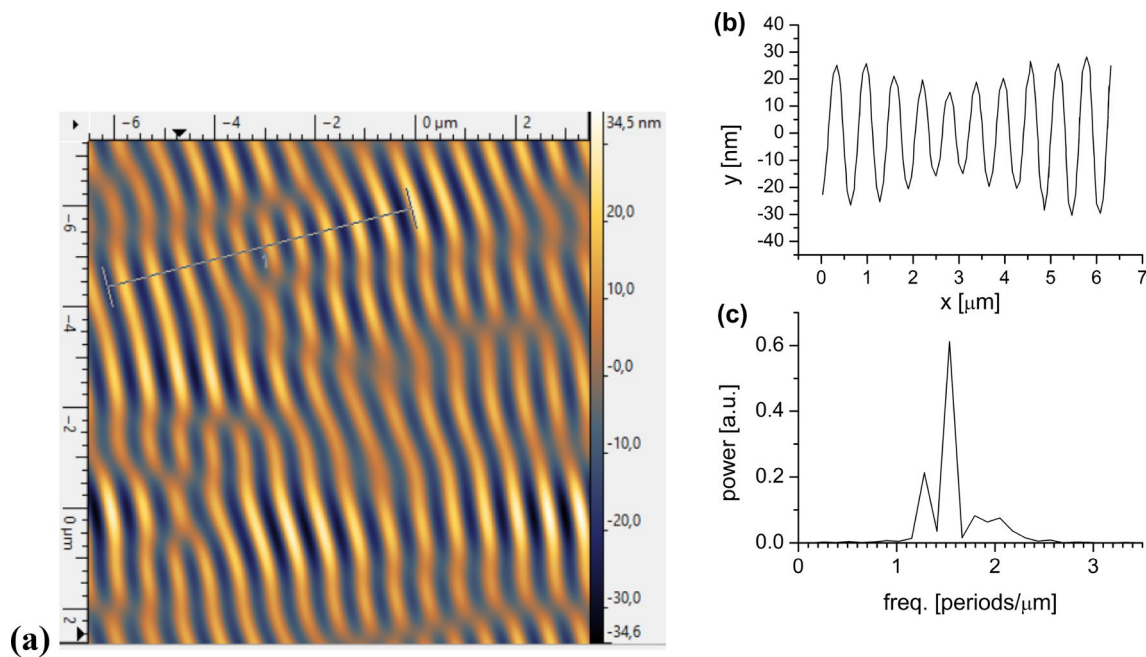 (a)
−6 −4 −2 0 µm 2
−6
−4
−2
0 µm
2
1
34,5 nm
20,0
10,0
-0,0
-10,0
-20,0
-30,0
-34,6
(b)
y [nm]
40
30
20
10
0
-10
-20
-30
-40
0 1 2 3 4 5 6 7
x [μm]
(c)
power [a.u.]
0.6
0.4
0.2
0.0
0 1 2 3
freq. [periods/μm]